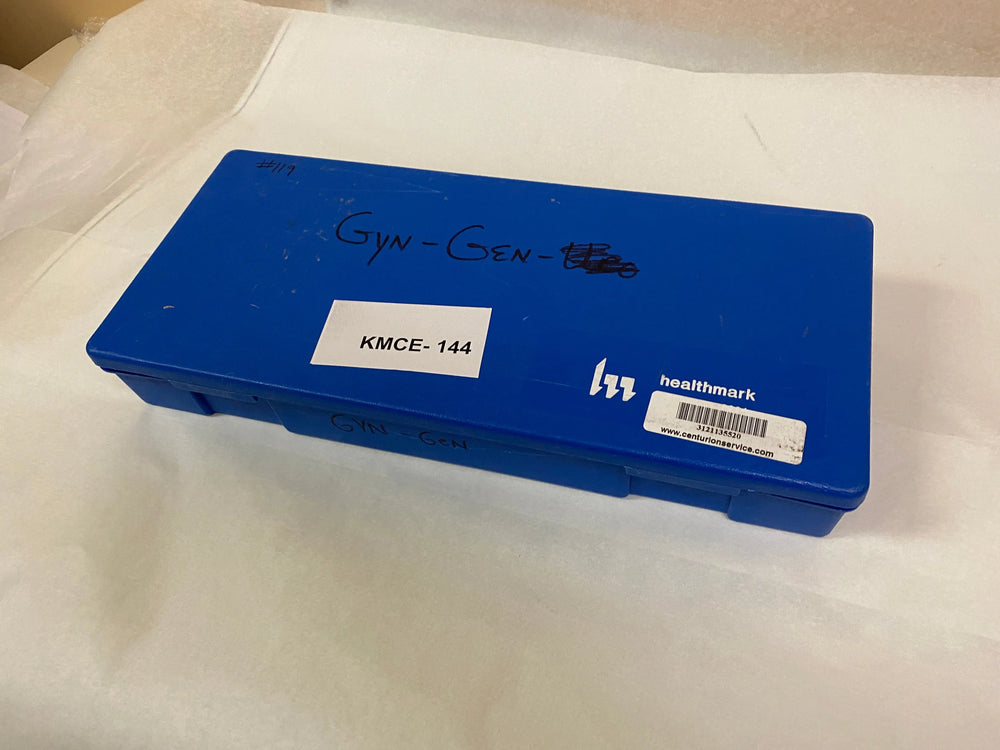 #119
GYN - GEN -
KMCE- 144
healthmark
3121135520
www.centurionservice.com
GYN - GEN